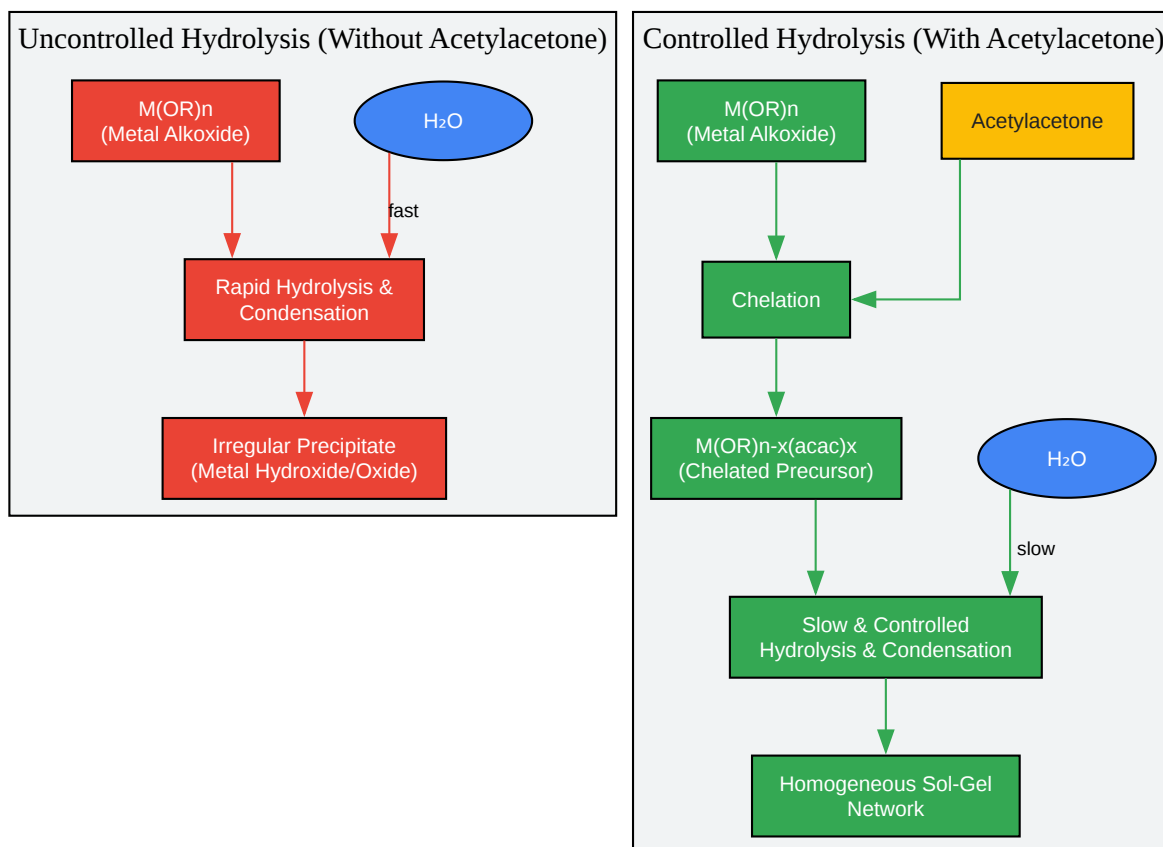 Uncontrolled Hydrolysis (Without Acetylacetone)
M(OR)n
(Metal Alkoxide)
H₂O
fast
Rapid Hydrolysis &
Condensation
Irregular Precipitate
(Metal Hydroxide/Oxide)
Controlled Hydrolysis (With Acetylacetone)
M(OR)n
(Metal Alkoxide)
Acetylacetone
Chelation
M(OR)n-x(acac)x
(Chelated Precursor)
H₂O
slow
Slow & Controlled
Hydrolysis & Condensation
Homogeneous Sol-Gel
Network